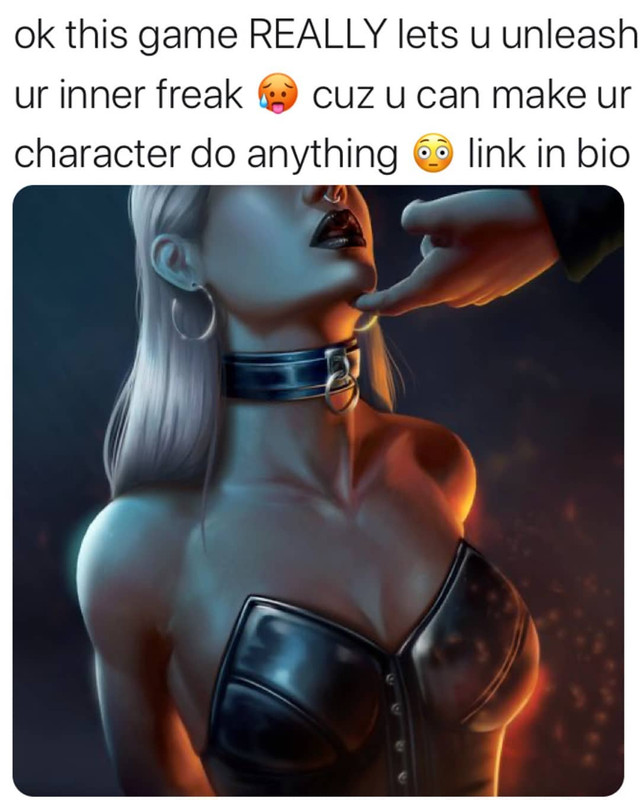 ok this game REALLY lets u unleash
ur inner freak 🥵 cuz u can make ur
character do anything 😳 link in bio